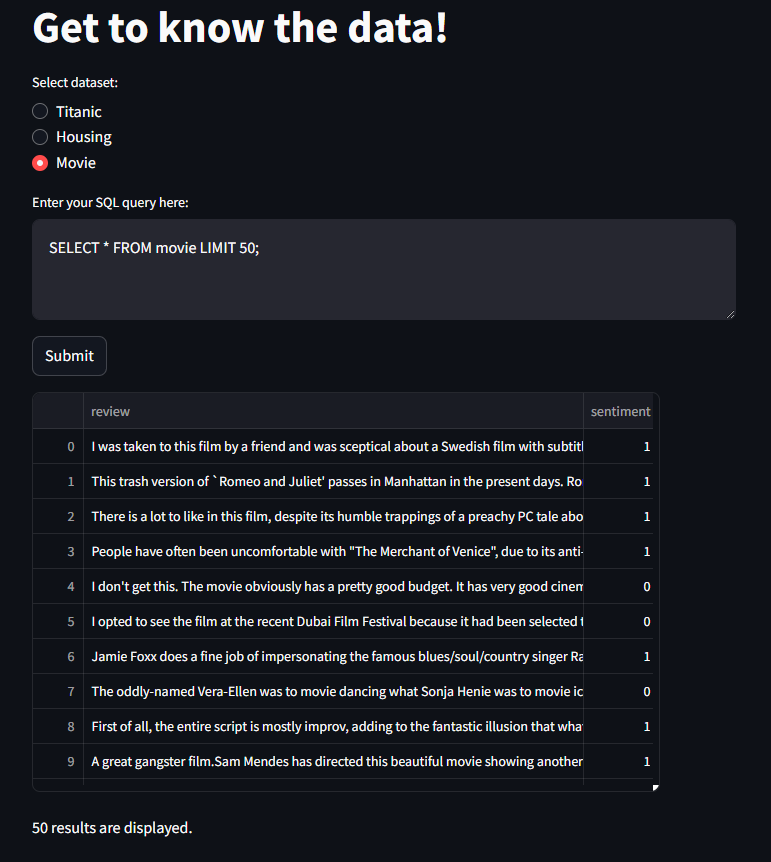 Get to know the data!
Select dataset:
Titanic
Housing
Movie
Enter your SQL query here:
SELECT * FROM movie LIMIT 50;
Submit
review sentiment
0 I was taken to this film by a friend and was sceptical about a Swedish film with subtitl 1
1 This trash version of `Romeo and Juliet' passes in Manhattan in the present days. Ro 1
2 There is a lot to like in this film, despite its humble trappings of a preachy PC tale abo 1
3 People have often been uncomfortable with "The Merchant of Venice", due to its anti- 1
4 I don't get this. The movie obviously has a pretty good budget. It has very good cinem 0
5 I opted to see the film at the recent Dubai Film Festival because it had been selected t 0
6 Jamie Foxx does a fine job of impersonating the famous blues/soul/country singer Ra 1
7 The oddly-named Vera-Ellen was to movie dancing what Sonja Henie was to movie ic 0
8 First of all, the entire script is mostly improv, adding to the fantastic illusion that wha 1
9 A great gangster film.Sam Mendes has directed this beautiful movie showing another 1
50 results are displayed.